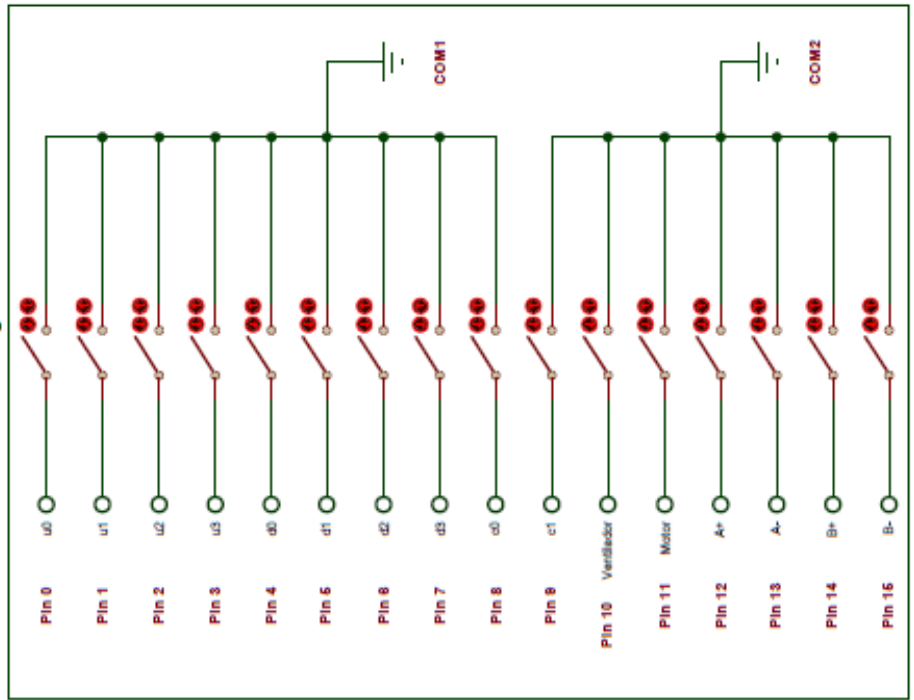 COM1
COM2
u0
u1
u2
u3
d0
d1
d2
d3
c0
c1
Ventilador
Motor
A+
A-
B+
B-
Pin 0
Pin 1
Pin 2
Pin 3
Pin 4
Pin 5
Pin 6
Pin 7
Pin 8
Pin 9
Pin 10
Pin 11
Pin 12
Pin 13
Pin 14
Pin 15